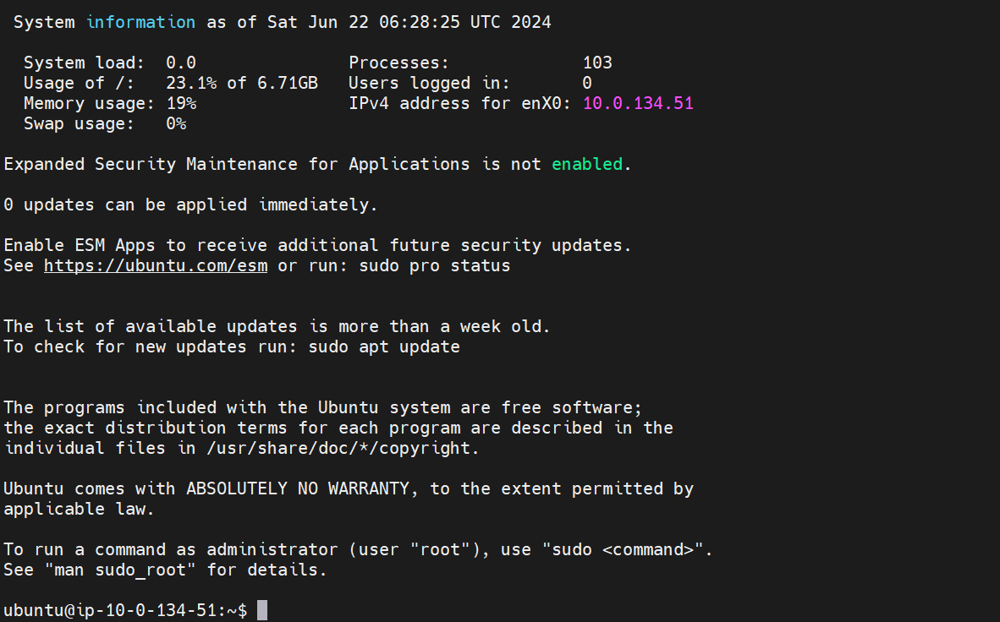 System information as of Sat Jun 22 06:28:25 UTC 2024
System load:  0.0               Processes:             103
Usage of /:   23.1% of 6.71GB   Users logged in:       0
Memory usage: 19%               IPv4 address for enX0: 10.0.134.51
Swap usage:   0%
Expanded Security Maintenance for Applications is not enabled.
0 updates can be applied immediately.
Enable ESM Apps to receive additional future security updates.
See https://ubuntu.com/esm or run: sudo pro status
The list of available updates is more than a week old.
To check for new updates run: sudo apt update
The programs included with the Ubuntu system are free software;
the exact distribution terms for each program are described in the
individual files in /usr/share/doc/*/copyright.
Ubuntu comes with ABSOLUTELY NO WARRANTY, to the extent permitted by
applicable law.
To run a command as administrator (user "root"), use "sudo <command>".
See "man sudo_root" for details.
ubuntu@ip-10-0-134-51:~$